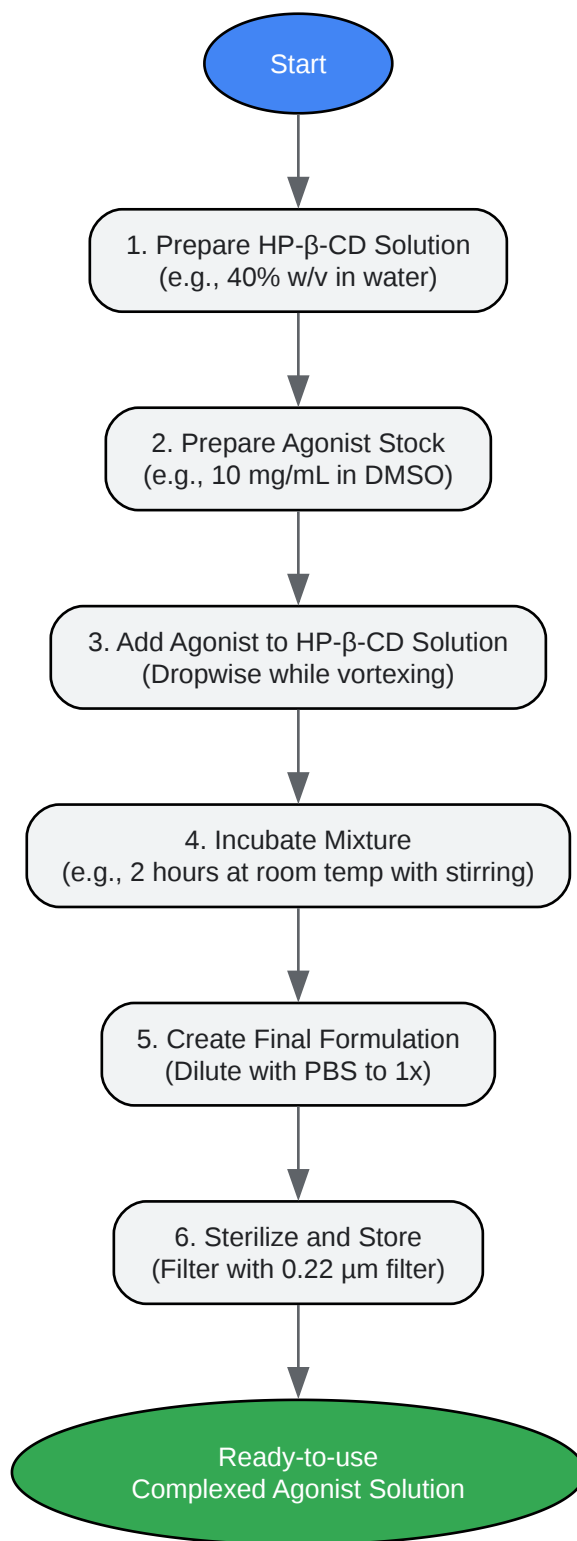 Start
1. Prepare HP-β-CD Solution
(e.g., 40% w/v in water)
2. Prepare Agonist Stock
(e.g., 10 mg/mL in DMSO)
3. Add Agonist to HP-β-CD Solution
(Dropwise while vortexing)
4. Incubate Mixture
(e.g., 2 hours at room temp with stirring)
5. Create Final Formulation
(Dilute with PBS to 1x)
6. Sterilize and Store
(Filter with 0.22 µm filter)
Ready-to-use
Complexed Agonist Solution